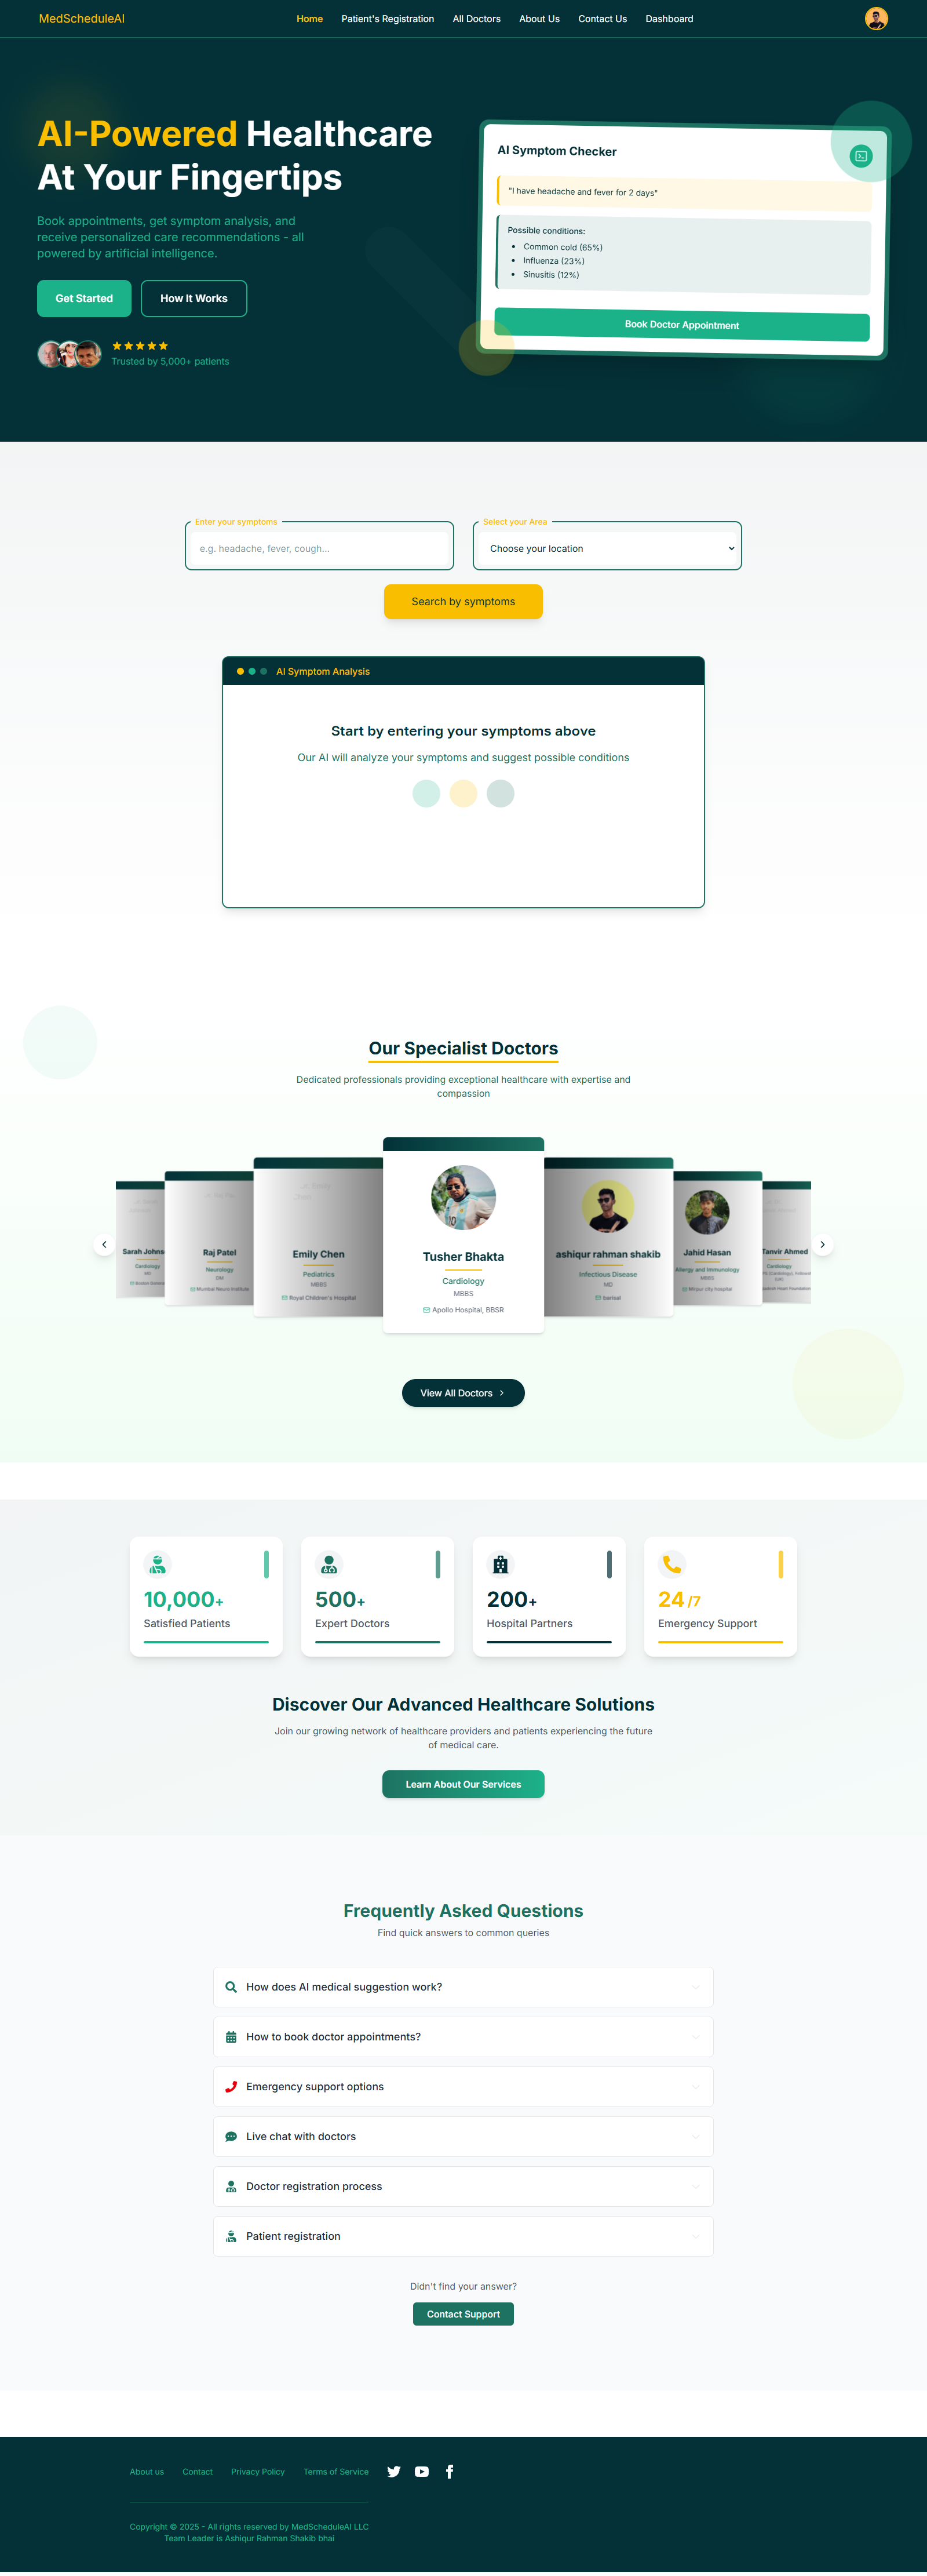 MedScheduleAI
Home
Patient's Registration
All Doctors
About Us
Contact Us
Dashboard
AI-Powered Healthcare
At Your Fingertips
Book appointments, get symptom analysis, and
receive personalized care recommendations - all
powered by artificial intelligence.
Get Started
How It Works
Trusted by 5,000+ patients
AI Symptom Checker
"I have headache and fever for 2 days"
Possible conditions:
Common cold (65%)
Influenza (23%)
Sinusitis (12%)
Book Doctor Appointment
Enter your symptoms
e.g. headache, fever, cough...
Select your Area
Choose your location
Search by symptoms
AI Symptom Analysis
Start by entering your symptoms above
Our AI will analyze your symptoms and suggest possible conditions
Our Specialist Doctors
Dedicated professionals providing exceptional healthcare with expertise and
compassion
Sarah Johns
Cardiology
MD
Raj Patel
Neurology
DM
Mumbai Neuro Institute
Emily Chen
Pediatrics
MBBS
Royal Children's Hospital
Tusher Bhakta
Cardiology
MBBS
Apollo Hospital, BBSR
ashiqur rahman shakib
Infectious Disease
MD
barisal
Jahid Hasan
Allergy and Immunology
MBBS
Mirpur city hospital
Tanvir Ahmed
Cardiology
View All Doctors
10,000+
Satisfied Patients
500+
Expert Doctors
200+
Hospital Partners
24 /7
Emergency Support
Discover Our Advanced Healthcare Solutions
Join our growing network of healthcare providers and patients experiencing the future
of medical care.
Learn About Our Services
Frequently Asked Questions
Find quick answers to common queries
How does AI medical suggestion work?
How to book doctor appointments?
Emergency support options
Live chat with doctors
Doctor registration process
Patient registration
Didn't find your answer?
Contact Support
About us
Contact
Privacy Policy
Terms of Service
Copyright © 2025 - All rights reserved by MedScheduleAI LLC
Team Leader is Ashiqur Rahman Shakib bhai